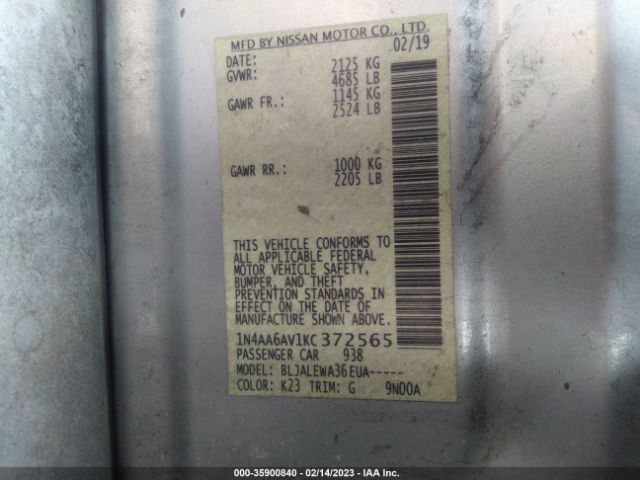 MFD BY NISSAN MOTOR CO., LTD.
DATE: 02/19
GVWR: 2125 KG
4685 LB
GAWR FR.: 1145 KG
2524 LB
GAWR RR.: 1000 KG
2205 LB
THIS VEHICLE CONFORMS TO
ALL APPLICABLE FEDERAL
MOTOR VEHICLE SAFETY,
BUMPER, AND THEFT
PREVENTION STANDARDS IN
EFFECT ON THE DATE OF
MANUFACTURE SHOWN ABOVE.
1N4AA6AV1KC372565
PASSENGER CAR 938
MODEL: BLJALEWA36EUA-----
COLOR: K23 TRIM: G 9N00A
000-35900840 - 02/14/2023 - IAA Inc.